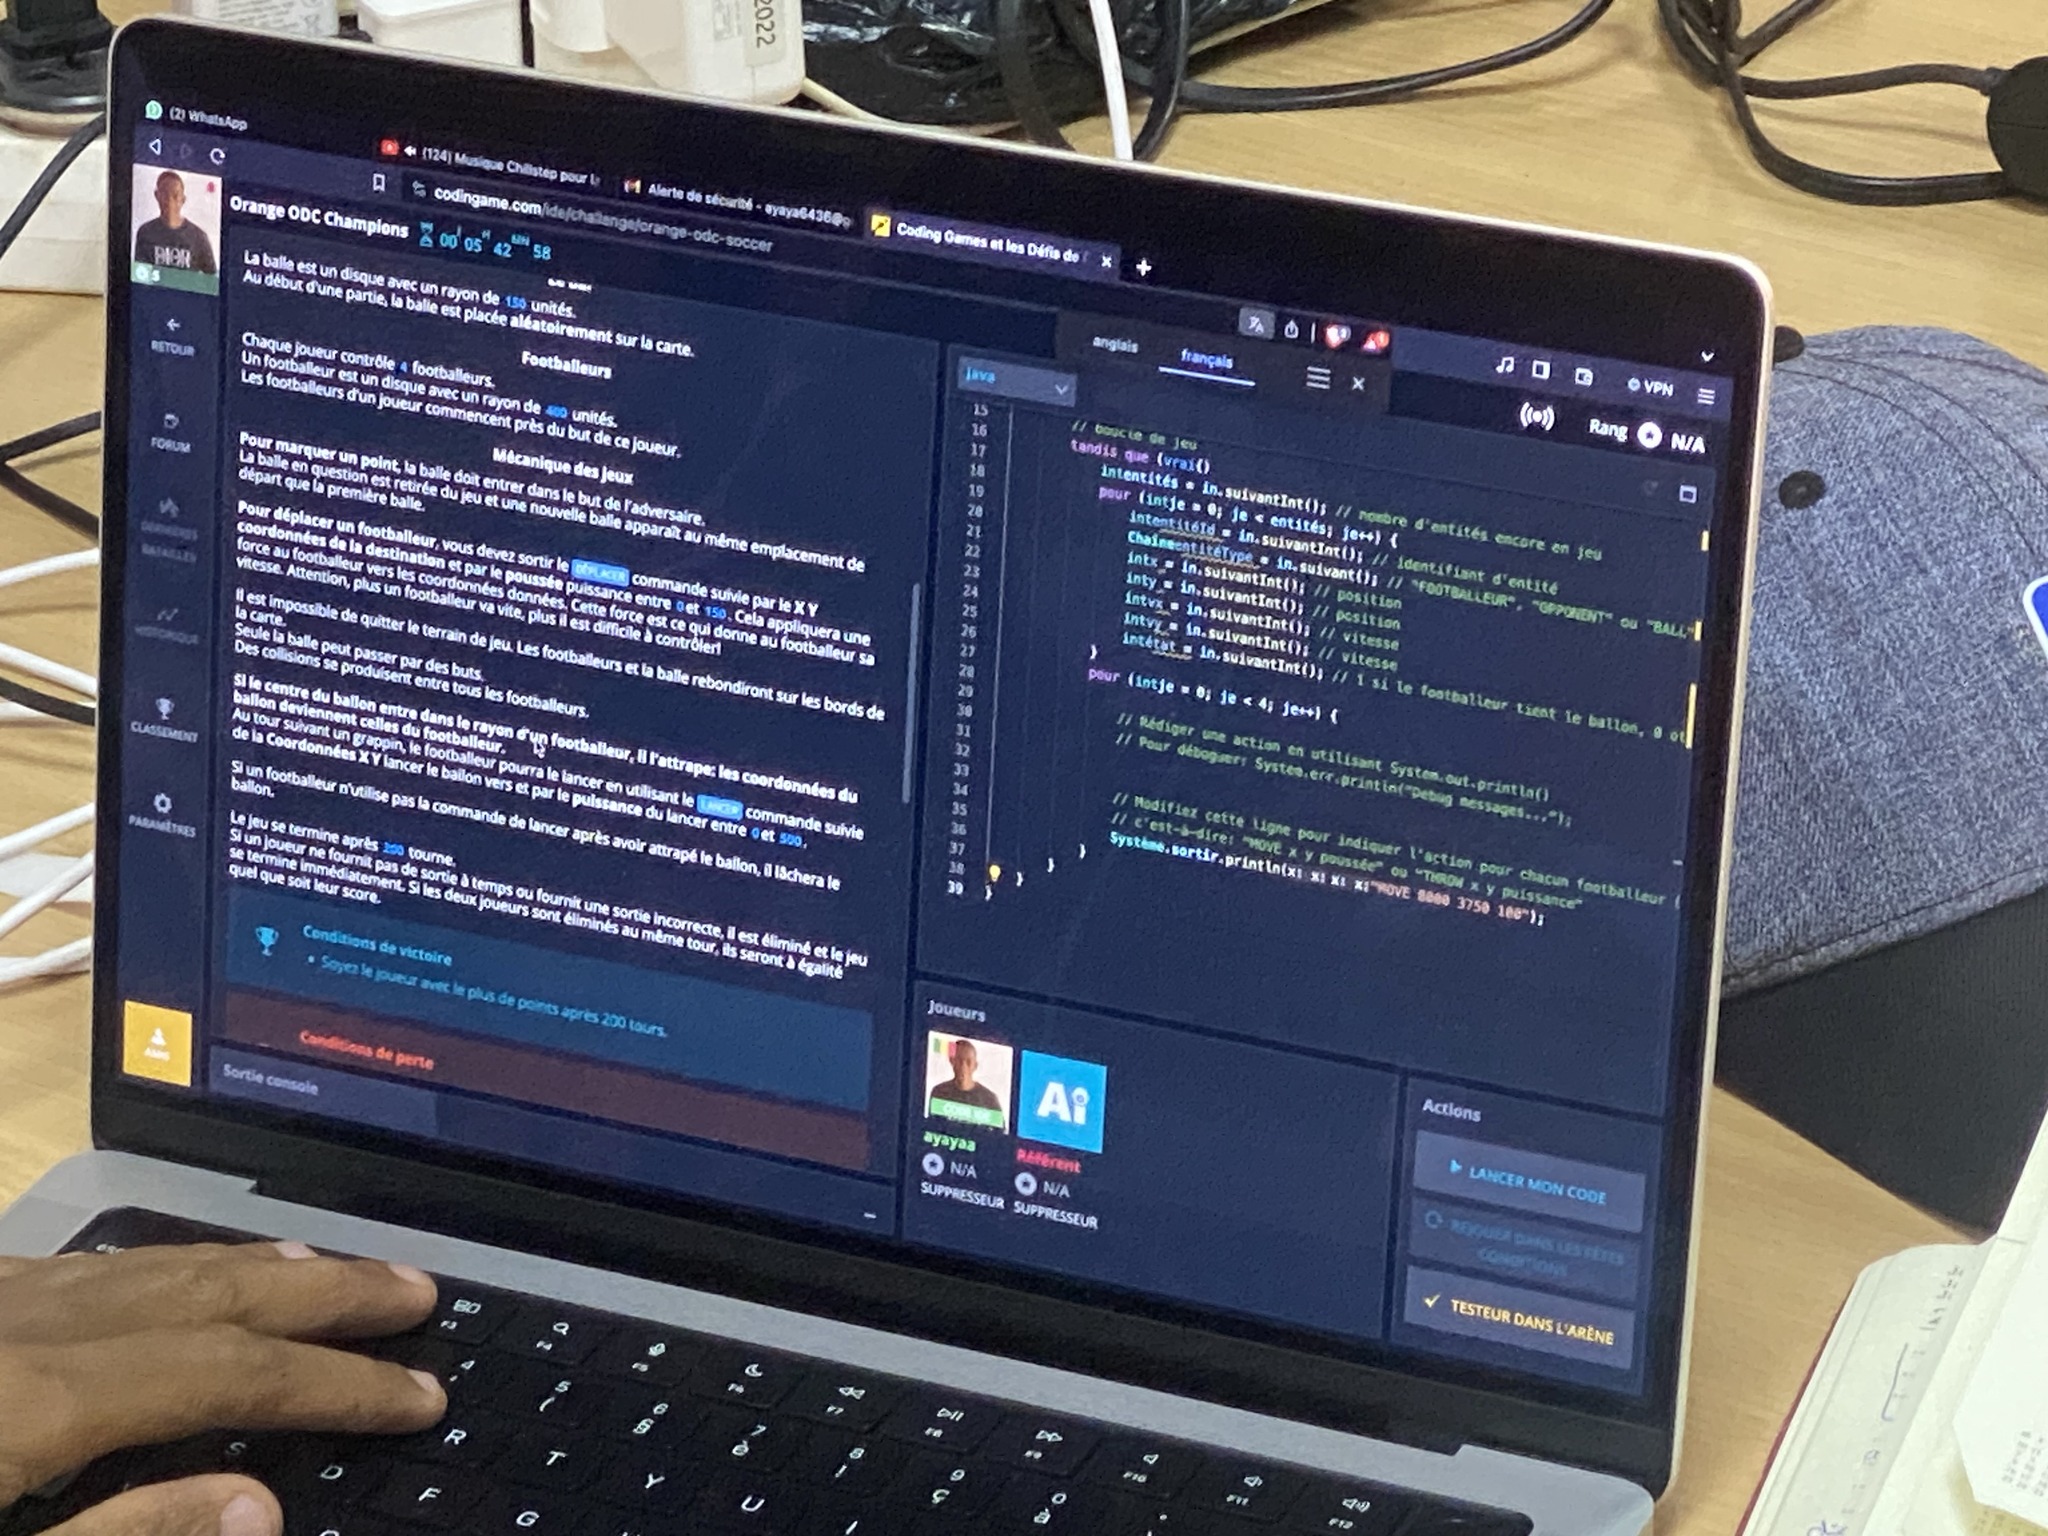 2022
(2) WhatsApp
(124) Musique Chillstep pour l
Alerte de sécurité - ayaya6436@
Coding Games et les Défis de
codingame.com/ide/challenge/orange-odc-soccer
Orange ODC Champions
00 05 42 58
DIOR
5
anglais
français
VPN
Rang N/A
RETOUR
FORUM
DERNIÈRES
BATAILLES
HISTORIQUE
CLASSEMENT
PARAMÈTRES
AMIS
La balle est un disque avec un rayon de 150 unités.
Au début d'une partie, la balle est placée aléatoirement sur la carte.
Footballeurs
Chaque joueur contrôle 4 footballeurs.
Un footballeur est un disque avec un rayon de 400 unités.
Les footballeurs d'un joueur commencent près du but de ce joueur.
Mécanique des jeux
Pour marquer un point, la balle doit entrer dans le but de l'adversaire.
La balle en question est retirée du jeu et une nouvelle balle apparaît au même emplacement de
départ que la première balle.
Pour déplacer un footballeur, vous devez sortir le DÉPLACER commande suivie par le X Y
coordonnées de la destination et par le poussée puissance entre 0 et 150. Cela appliquera une
force au footballeur vers les coordonnées données. Cette force est ce qui donne au footballeur sa
vitesse. Attention, plus un footballeur va vite, plus il est difficile à contrôler!
Il est impossible de quitter le terrain de jeu. Les footballeurs et la balle rebondiront sur les bords de
la carte.
Seule la balle peut passer par des buts.
Des collisions se produisent entre tous les footballeurs.
Si le centre du ballon entre dans le rayon d'un footballeur, il l'attrape: les coordonnées du
ballon deviennent celles du footballeur.
Au tour suivant un grappin, le footballeur pourra le lancer en utilisant le LANCER commande suivie
de la Coordonnées X Y lancer le ballon vers et par le puissance du lancer entre 0 et 500.
Si un footballeur n'utilise pas la commande de lancer après avoir attrapé le ballon, il lâchera le
ballon.
Le jeu se termine après 200 tourne.
Si un joueur ne fournit pas de sortie à temps ou fournit une sortie incorrecte, il est éliminé et le jeu
se termine immédiatement. Si les deux joueurs sont éliminés au même tour, ils seront à égalité
quel que soit leur score.
Conditions de victoire
• Soyez le joueur avec le plus de points après 200 tours.
Conditions de perte
Sortie console
java
15
16 // boucle de jeu
17 tandis que (vrai{)
18 intentités = in.suivantInt(); // nombre d'entités encore en jeu
19 pour (intje = 0; je < entités; je++) {
20 intentitéId = in.suivantInt(); // identifiant d'entité
21 ChaîneentitéType = in.suivant(); // "FOOTBALLEUR", "OPPONENT" ou "BALL"
22 intx = in.suivantInt(); // position
23 inty = in.suivantInt(); // position
24 intvx = in.suivantInt(); // vitesse
25 intvy = in.suivantInt(); // vitesse
26 intétat = in.suivantInt(); // 1 si le footballeur tient le ballon, 0 ot
27 }
28 pour (intje = 0; je < 4; je++) {
29
30
31 // Rédiger une action en utilisant System.out.println()
32 // Pour déboguer: System.err.println("Debug messages...");
33
34
35 // Modifiez cette ligne pour indiquer l'action pour chacun footballeur (
36 // c'est-à-dire: "MOVE x y poussée" ou "THROW x y puissance"
37 } Système.sortir.println(x: x: x: x:"MOVE 8000 3750 100");
38 } }
39 }
Joueurs
ayayaa
N/A
SUPPRESSEUR
Ai
Référent
N/A
SUPPRESSEUR
Actions
LANCER MON CODE
REJOUER DANS LES
CONDITIONS
TESTEUR DANS L'ARÈNE
esc
F3 F4 F5 F6 F7 F8 F9 F10 F11 F12
4 5 ( 6 § 7 è 8 ! 9 ç 0 à
R T Y U I
S D F G